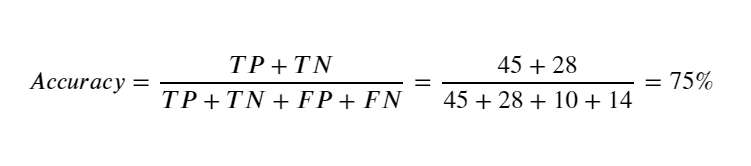 Accuracy = TP + TN / TP + TN + FP + FN = 45 + 28 / 45 + 28 + 10 + 14 = 75%